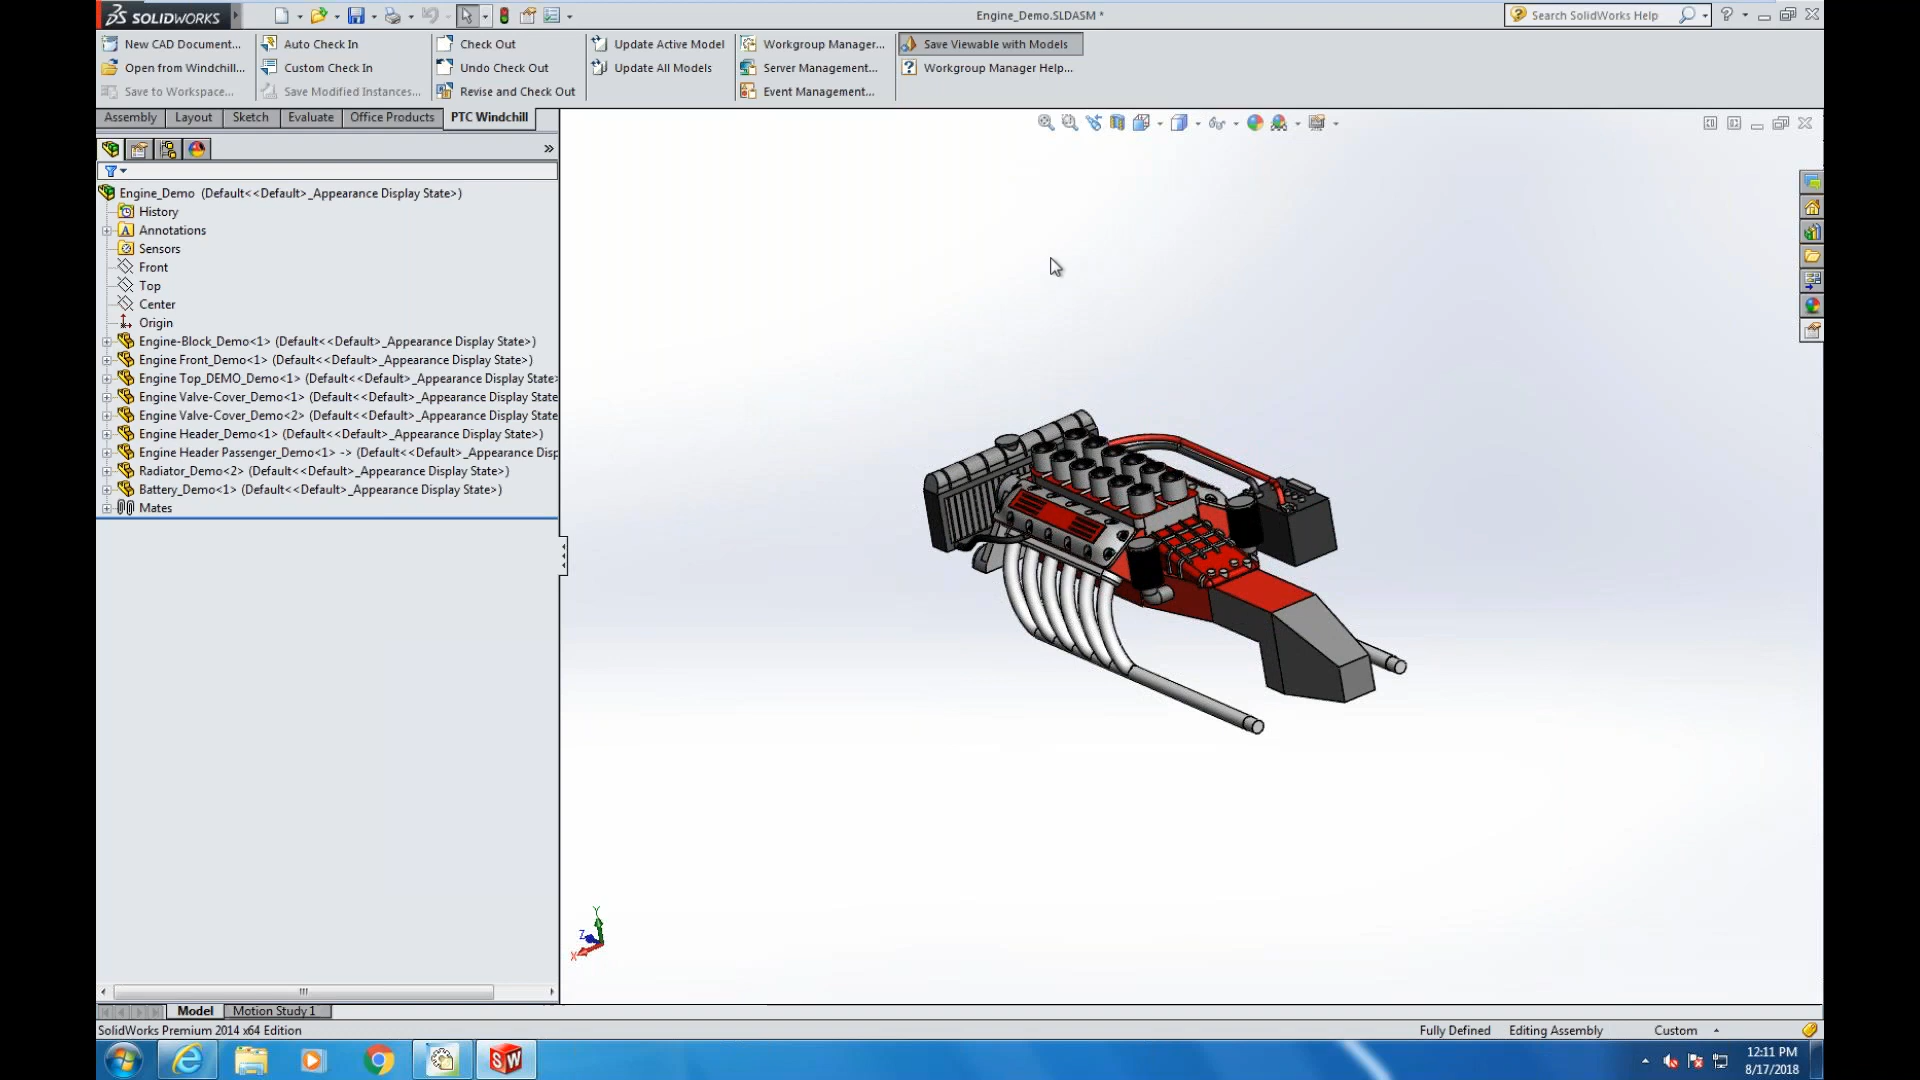 SOLIDWORKS
Engine_Demo.SLDASM *
Search SolidWorks Help
New CAD Document...
Auto Check In
Check Out
Update Active Model
Workgroup Manager...
Save Viewable with Models
Open from Windchill...
Custom Check In
Undo Check Out
Update All Models
Server Management...
Workgroup Manager Help...
Save to Workspace...
Save Modified Instances...
Revise and Check Out
Event Management...
Assembly
Layout
Sketch
Evaluate
Office Products
PTC Windchill
Engine_Demo (Default<<Default>_Appearance Display State>)
History
Annotations
Sensors
Front
Top
Center
Origin
Engine-Block_Demo<1> (Default<<Default>_Appearance Display State>)
Engine Front_Demo<1> (Default<<Default>_Appearance Display State>)
Engine Top_DEMO_Demo<1> (Default<<Default>_Appearance Display State>
Engine Valve-Cover_Demo<1> (Default<<Default>_Appearance Display State
Engine Valve-Cover_Demo<2> (Default<<Default>_Appearance Display State
Engine Header_Demo<1> (Default<<Default>_Appearance Display State>)
Engine Header Passenger_Demo<1> -> (Default<<Default>_Appearance Disp
Radiator_Demo<2> (Default<<Default>_Appearance Display State>)
Battery_Demo<1> (Default<<Default>_Appearance Display State>)
Mates
Y
Z
X
Model
Motion Study 1
SolidWorks Premium 2014 x64 Edition
Fully Defined
Editing Assembly
Custom
SW
12:11 PM
8/17/2018